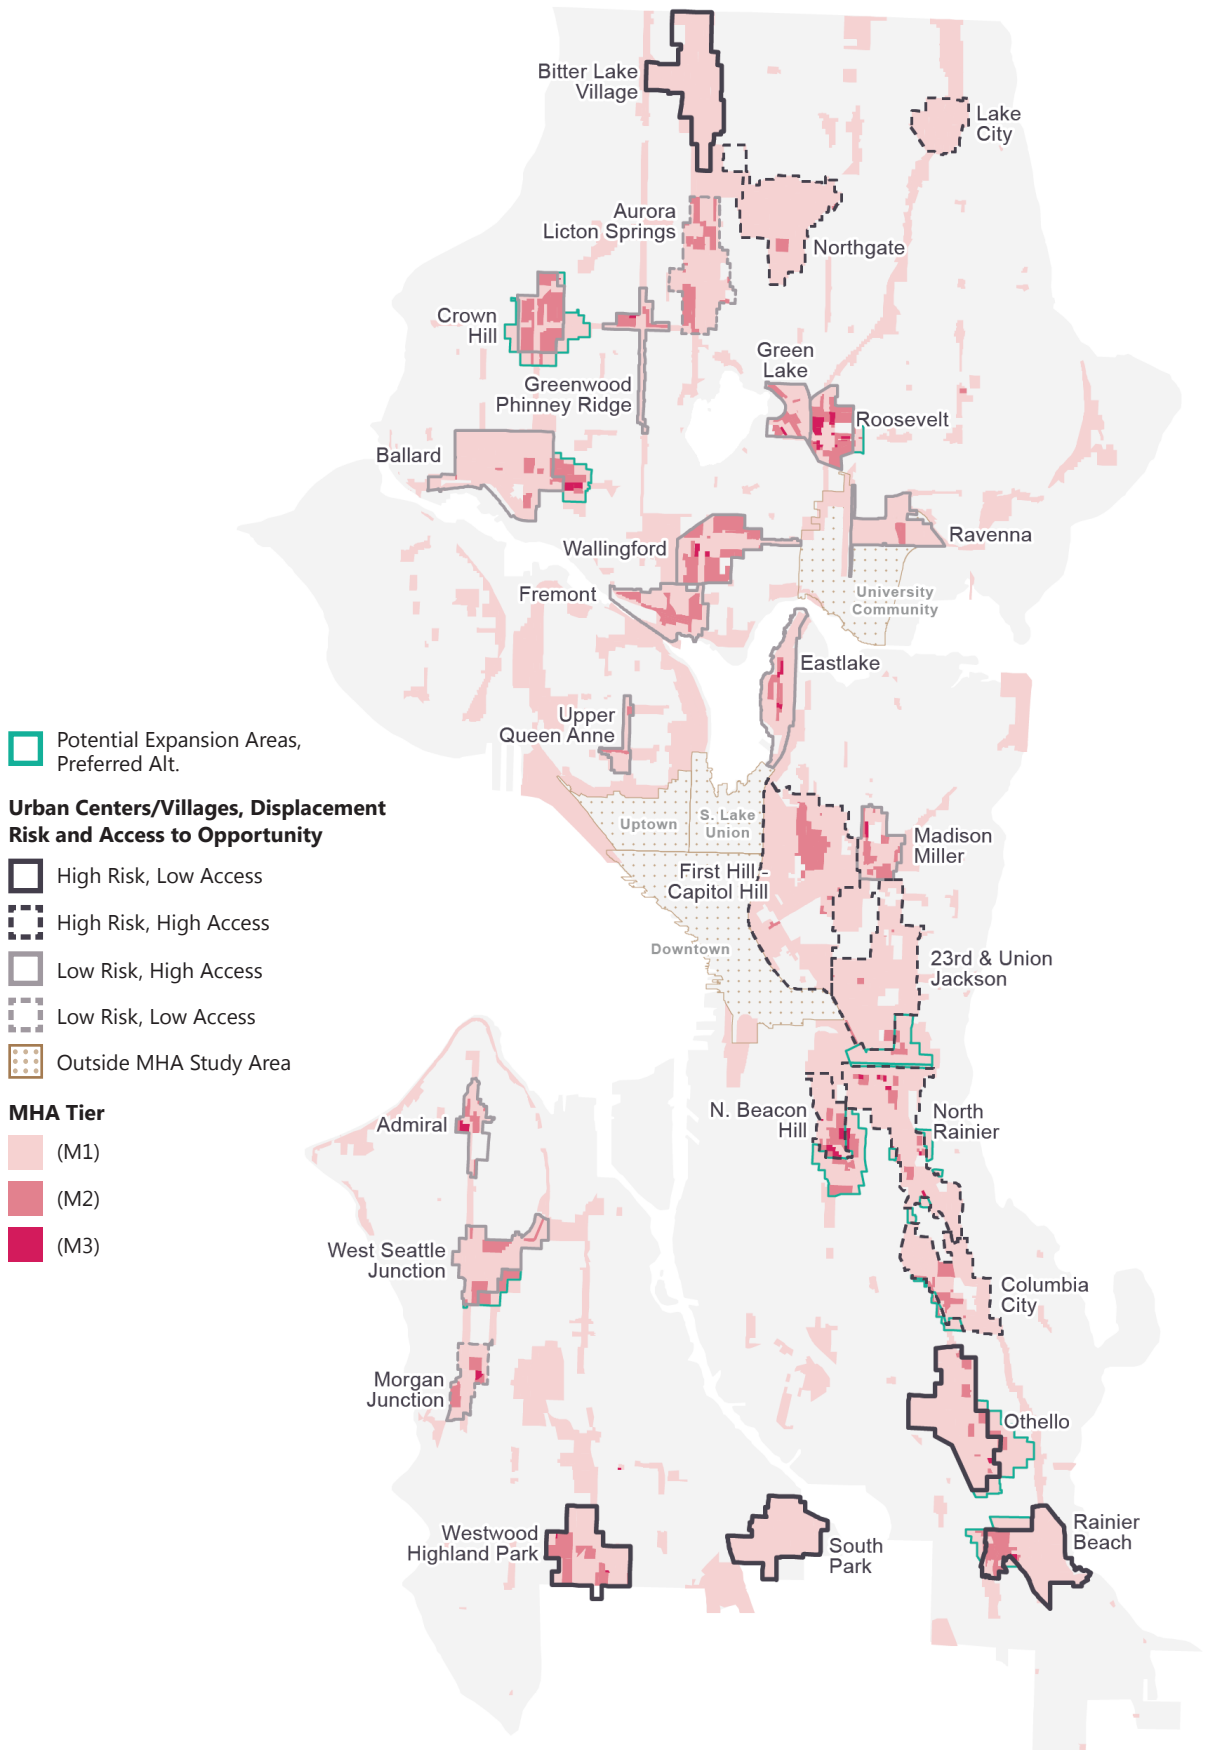 Bitter Lake
Village
Lake
City
Aurora
Licton Springs
Northgate
Crown
Hill
Green
Lake
Greenwood
Phinney Ridge
Roosevelt
Ballard
Wallingford
Ravenna
Fremont
University
Community
Eastlake
Upper
Queen Anne
Potential Expansion Areas,
Preferred Alt.
Urban Centers/Villages, Displacement
Risk and Access to Opportunity
High Risk, Low Access
High Risk, High Access
Low Risk, High Access
Low Risk, Low Access
Outside MHA Study Area
MHA Tier
(M1)
(M2)
(M3)
Uptown
S. Lake
Union
Madison
Miller
First Hill -
Capitol Hill
Downtown
23rd & Union
Jackson
Admiral
N. Beacon
Hill
North
Rainier
West Seattle
Junction
Columbia
City
Morgan
Junction
Othello
Westwood
Highland Park
South
Park
Rainier
Beach